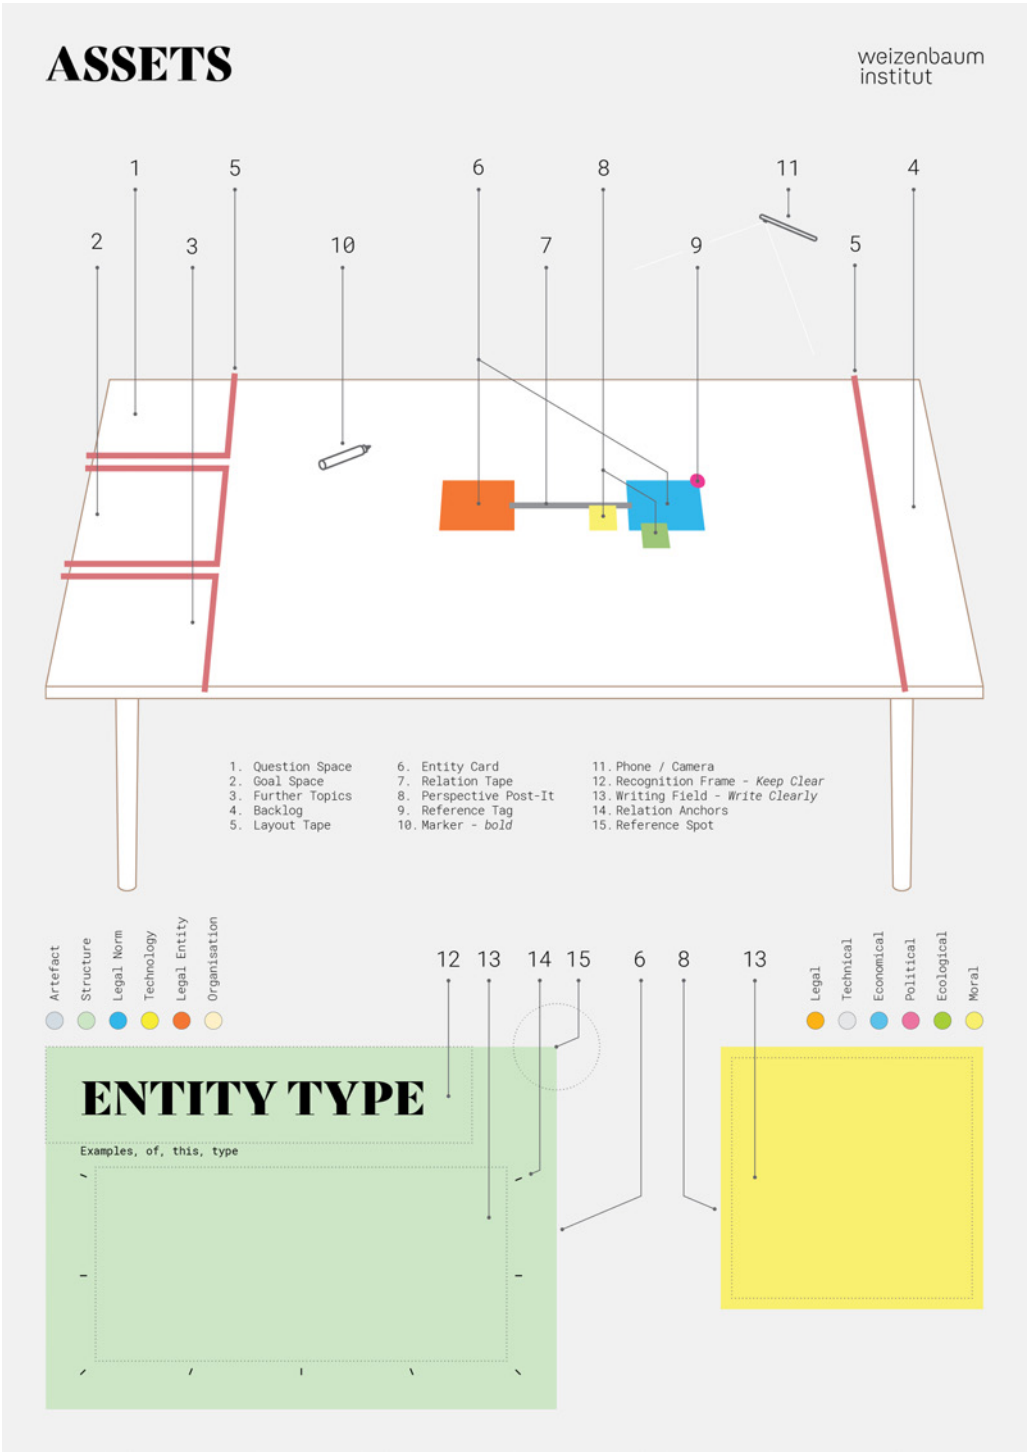 ASSETS
weizenbaum
institut
1
5
6
8
11
4
2
3
10
7
9
5
1. Question Space
2. Goal Space
3. Further Topics
4. Backlog
5. Layout Tape
6. Entity Card
7. Relation Tape
8. Perspective Post-It
9. Reference Tag
10. Marker - bold
11. Phone / Camera
12. Recognition Frame - Keep Clear
13. Writing Field - Write Clearly
14. Relation Anchors
15. Reference Spot
Artefact
Structure
Legal Norm
Technology
Legal Entity
Organisation
12
13
14
15
6
8
13
Legal
Technical
Economical
Political
Ecological
Moral
ENTITY TYPE
Examples, of, this, type